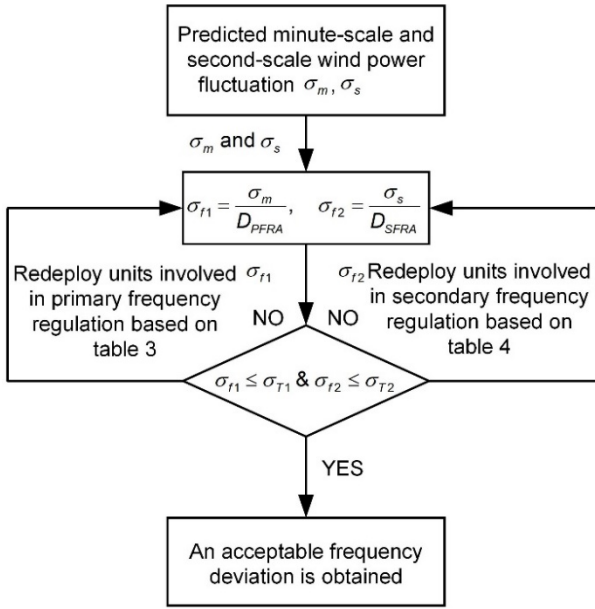 Predicted minute-scale and
second-scale wind power
fluctuation σm, σs
σm and σs
σf1 = σm / DPFRA, σf2 = σs / DSFRA
Redeploy units involved
in primary frequency
regulation based on
table 3
σf1
σf2
Redeploy units involved
in secondary frequency
regulation based on
table 4
NO
NO
σf1 ≤ σT1 & σf2 ≤ σT2
YES
An acceptable frequency
deviation is obtained